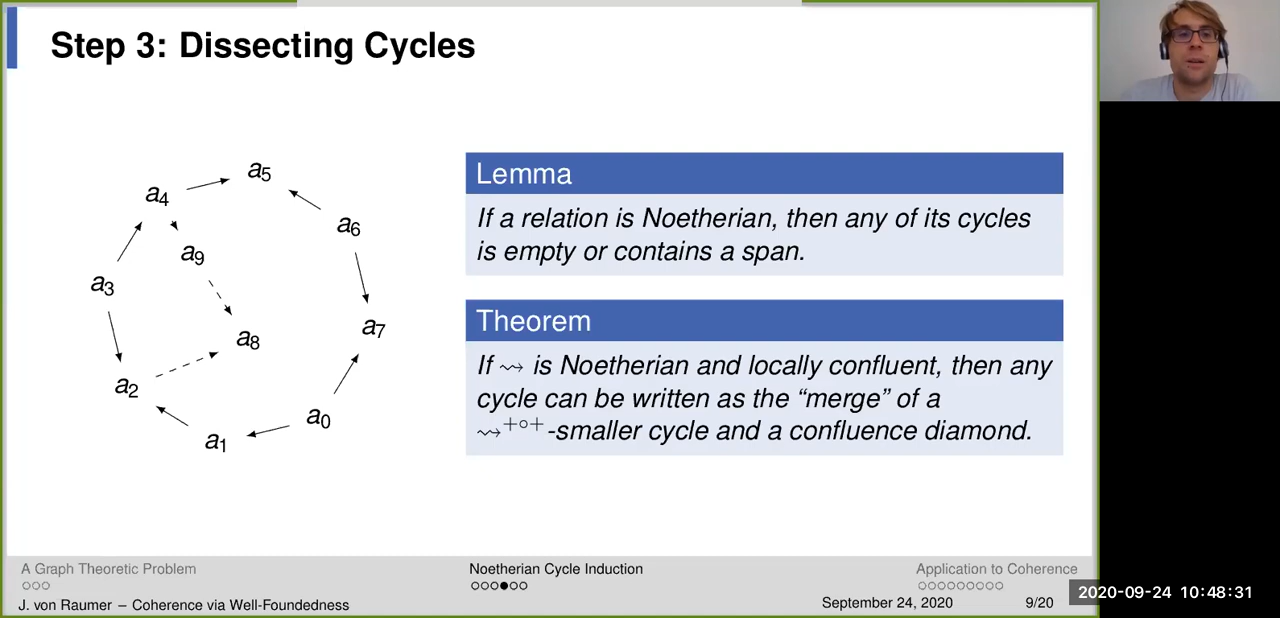 Step 3: Dissecting Cycles
a5
a4
a6
a9
a3
a7
a8
a2
a0
a1
Lemma
If a relation is Noetherian, then any of its cycles
is empty or contains a span.
Theorem
If ⇝ is Noetherian and locally confluent, then any
cycle can be written as the “merge” of a
⇝+∘+-smaller cycle and a confluence diamond.
A Graph Theoretic Problem
Noetherian Cycle Induction
Application to Coherence
J. von Raumer – Coherence via Well-Foundedness
September 24, 2020
9/20
2020-09-24 10:48:31